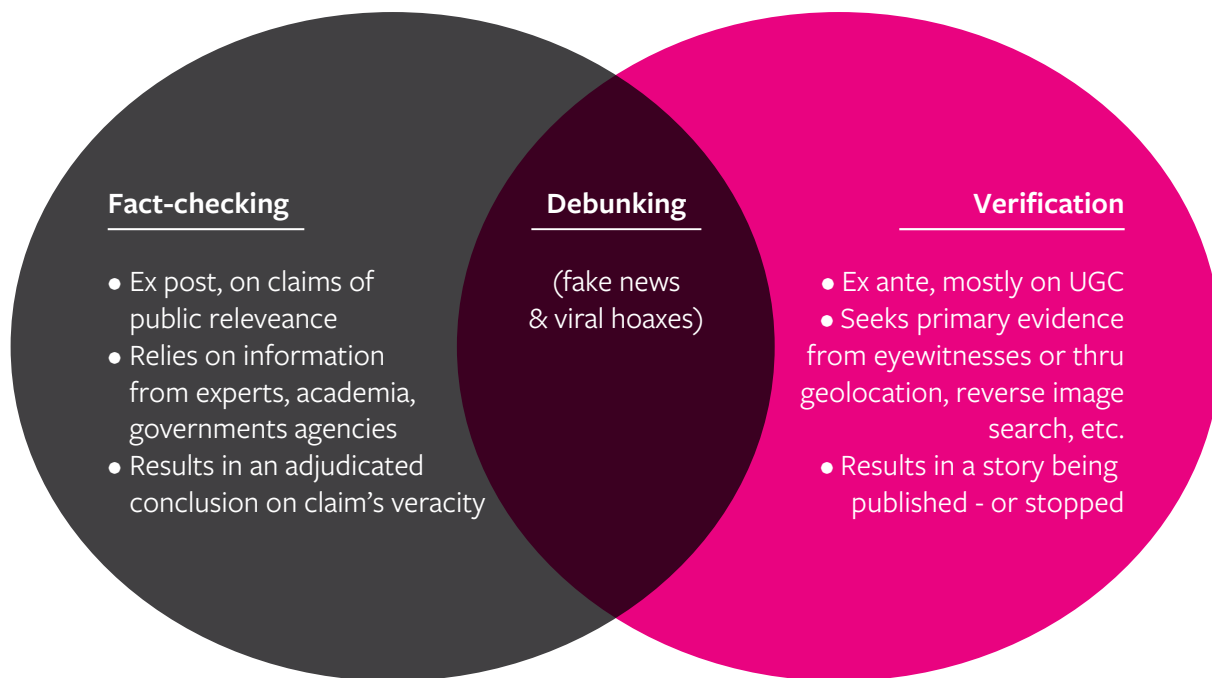 Fact-checking
● Ex post, on claims of
public releveance
● Relies on information
from experts, academia,
governments agencies
● Results in an adjudicated
conclusion on claim's veracity
Debunking
(fake news
& viral hoaxes)
Verification
● Ex ante, mostly on UGC
● Seeks primary evidence
from eyewitnesses or thru
geolocation, reverse image
search, etc.
● Results in a story being
published - or stopped